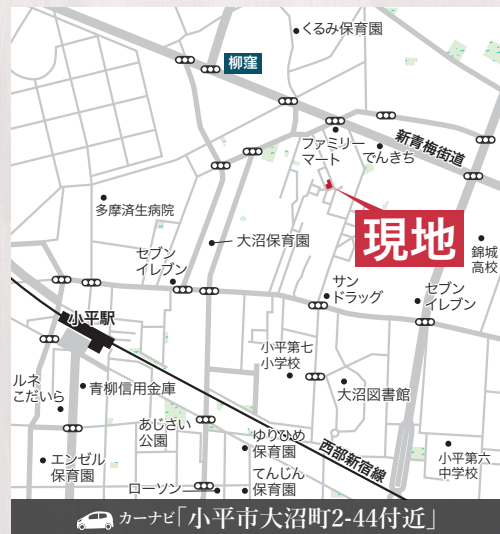 くるみ保育園
柳窪
新青梅街道
ファミリー
マート
でんきち
多摩済生病院
大沼保育園
現地
錦城
高校
セブン
イレブン
サン
ドラッグ
セブン
イレブン
小平駅
小平第七
小学校
ルネ
こだいら
青柳信用金庫
大沼図書館
あじさい
公園
ゆりひめ
保育園
西部新宿線
小平第六
中学校
エンゼル
保育園
てんじん
保育園
ローソン
カーナビ「小平市大沼町2-44付近」